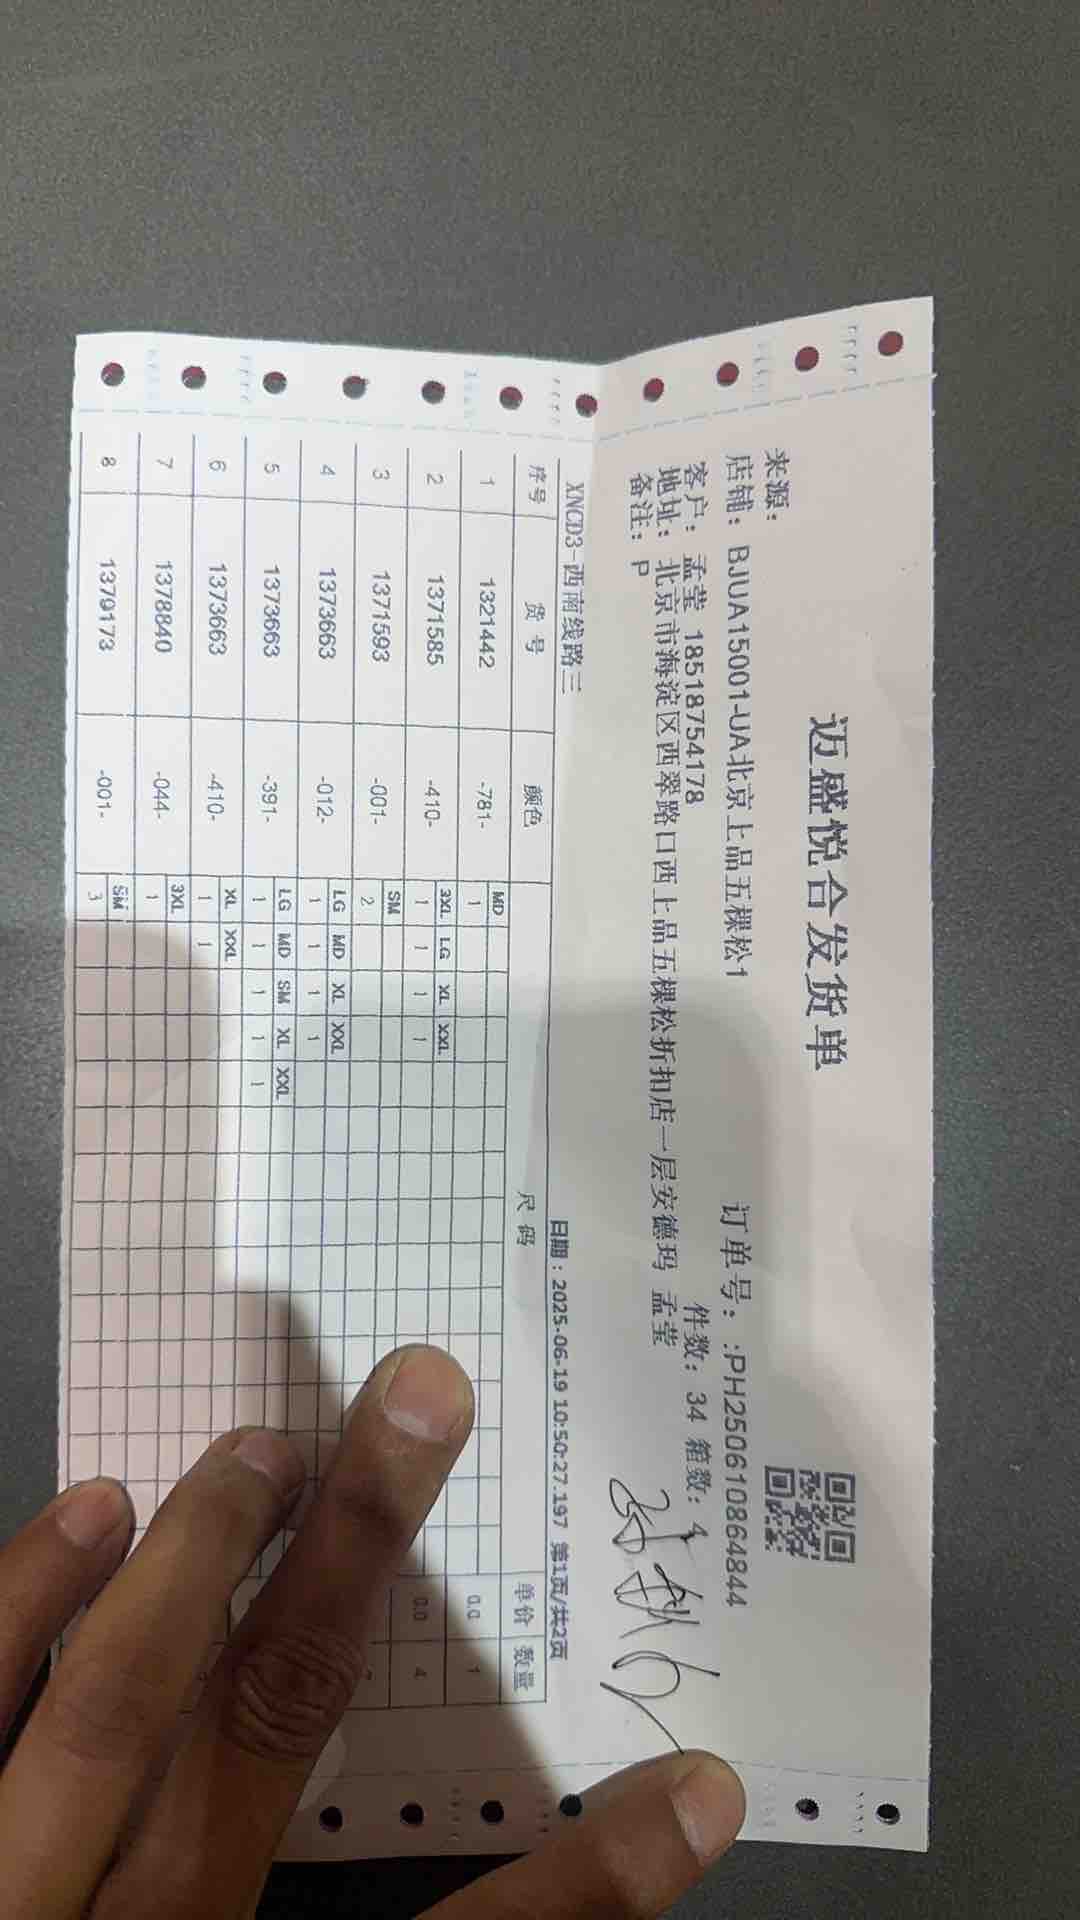 迈盛悦合发货单
来源:
店铺: BJUA15001-UA北京上品五棵松1 订单号: :PH250610864844
客户: 孟莹 18518754178 件数: 34 箱数: 4
地址: 北京市海淀区西翠路口西上品五棵松折扣店一层安德玛 孟莹
备注: P
XNCD3-西南线路三 日期: 2025-06-19 10:50:27.197 第1页/共2页
序号 货号 颜色 尺码 单价 数量
MD
1 1321442 -781- 1 0.0 1
3XL LG XL XXL
2 1371585 -410- 1 1 1 1 0.0 4
SM
3 1371593 -001- 2
LG MD XL XXL
4 1373663 -012- 1 1 1 1
LG MD SM XL XXL
5 1373663 -391- 1 1 1 1 1
XL XXL
6 1373663 -410- 1 1
3XL
7 1378840 -044- 1
SM
8 1379173 -001- 3